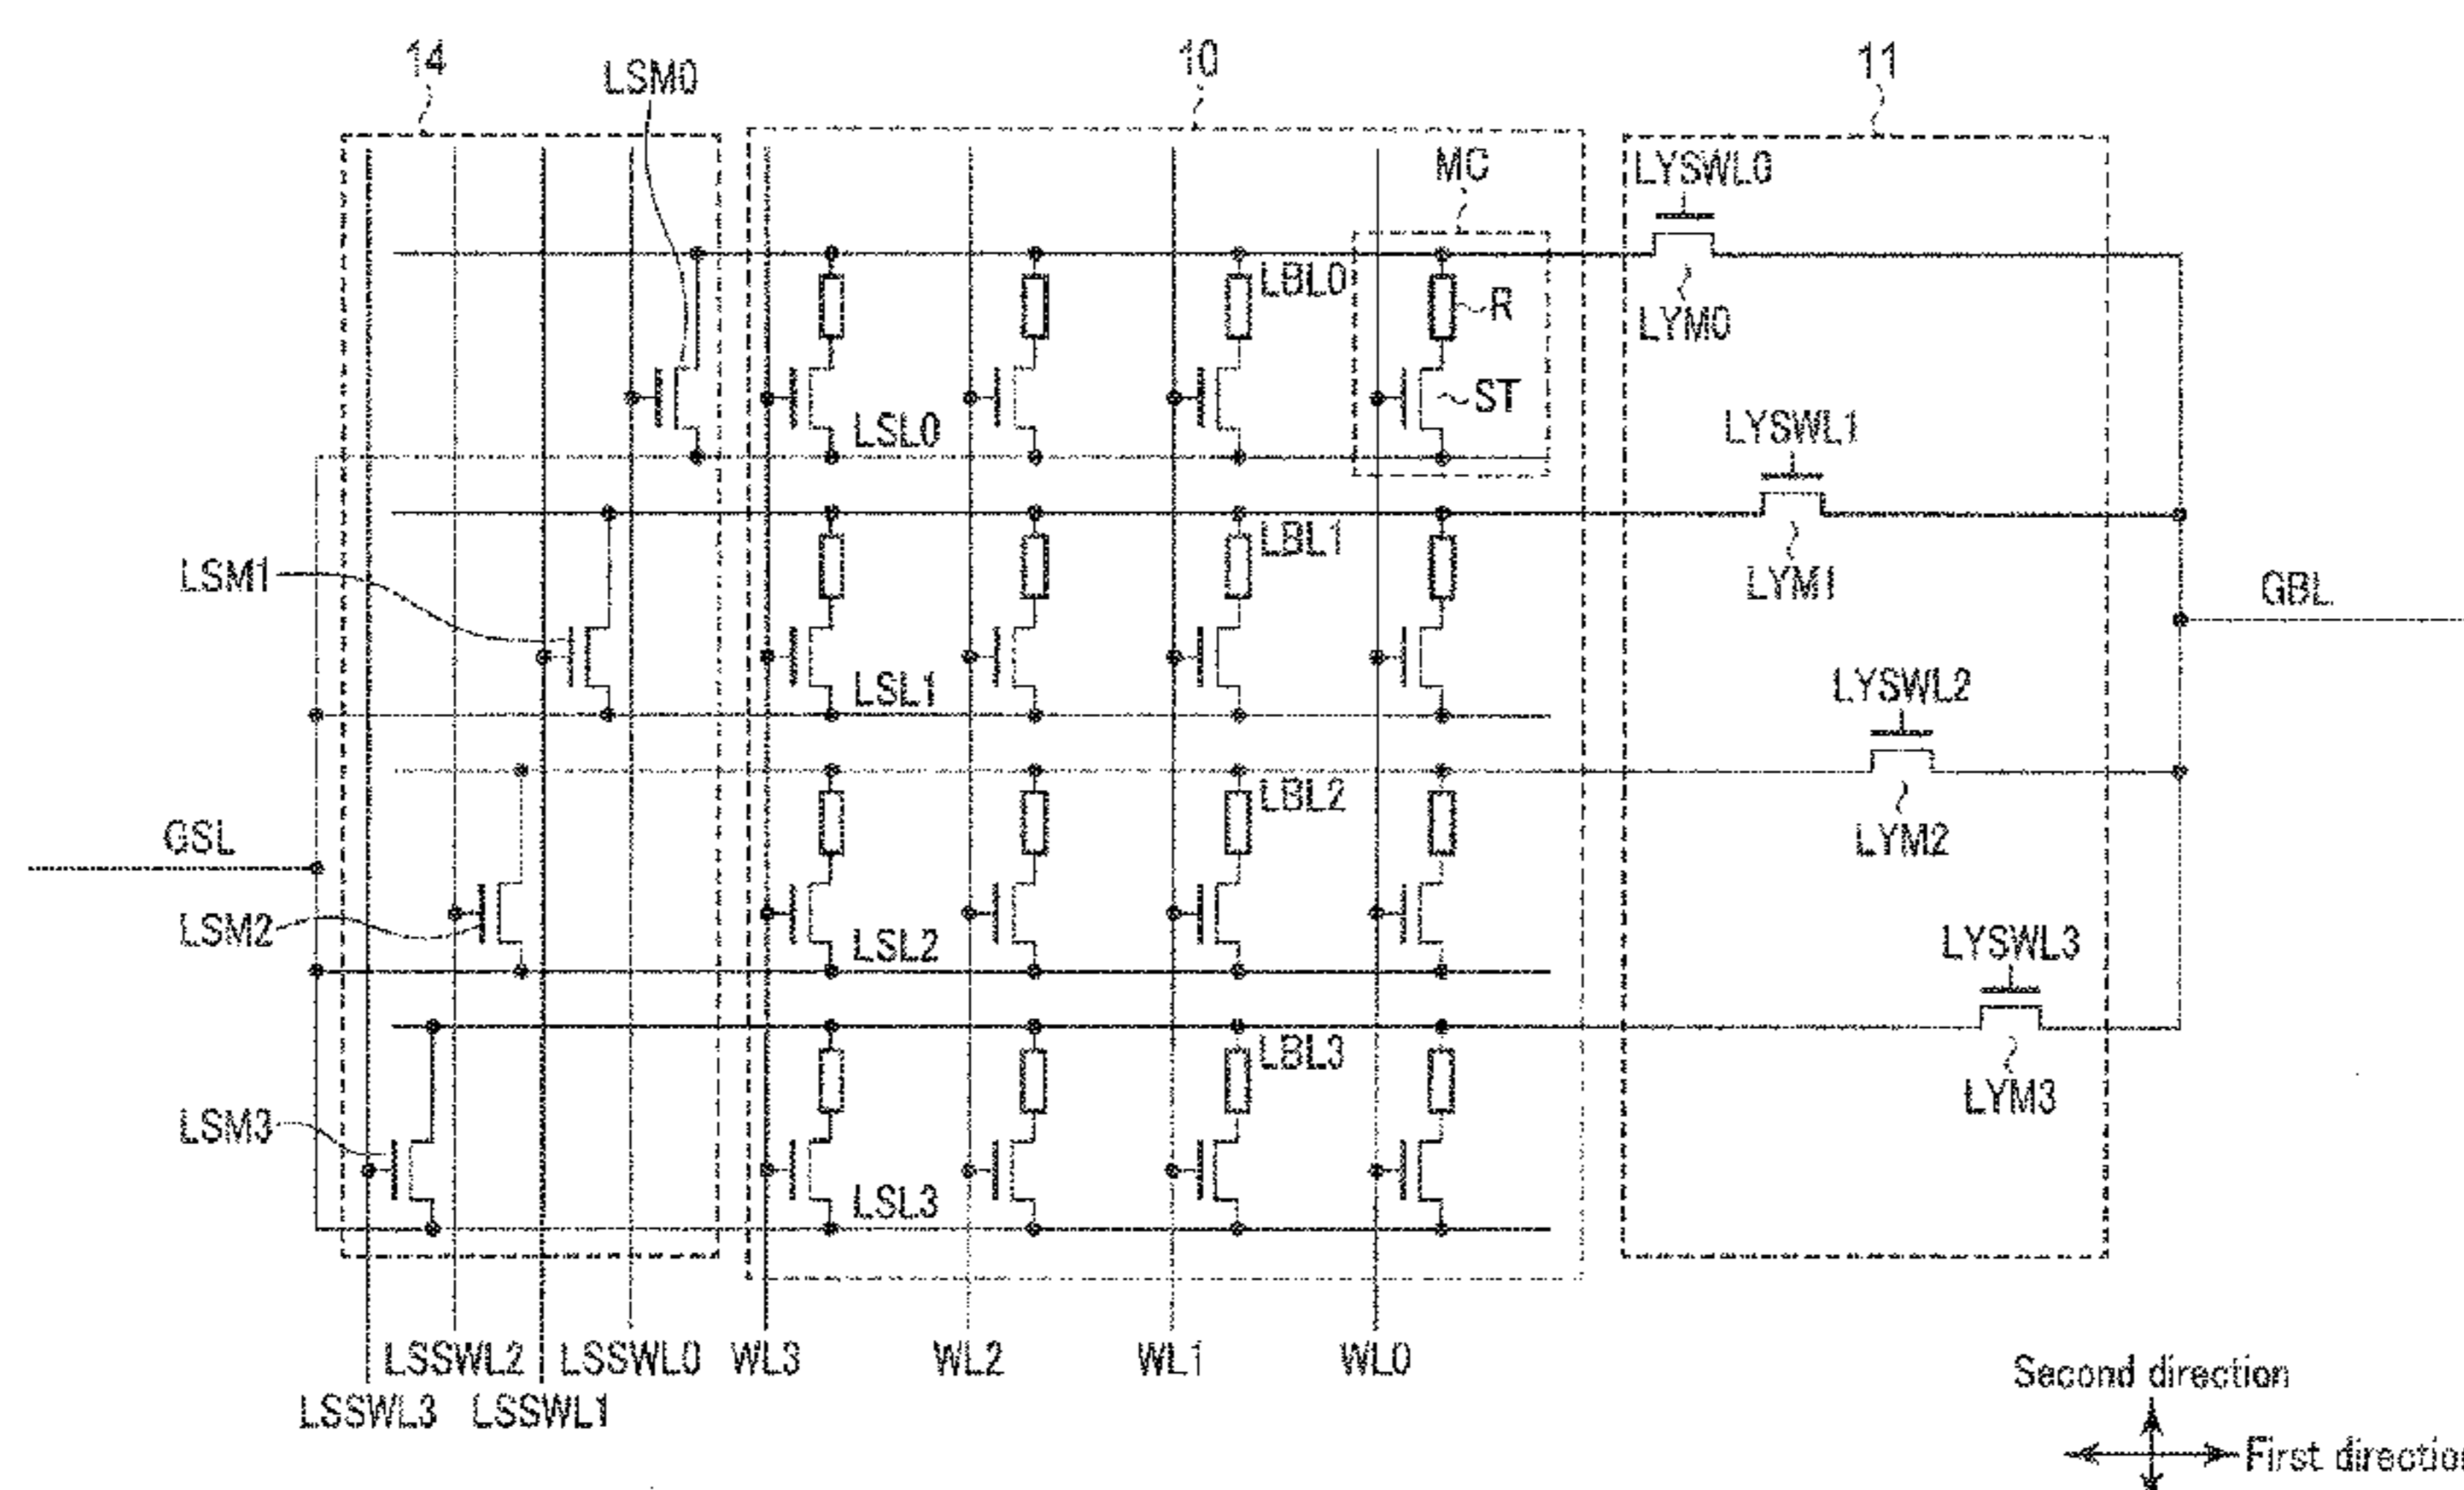 14
10
11
LSM0
MC
LYSWL0
LBL0
R
LYM0
ST
LSL0
LYSWL1
LBL1
LSM1
LYM1
GBL
LSL1
LYSWL2
LBL2
GSL
LYM2
LSM2
LSL2
LYSWL3
LBL3
LYM3
LSM3
LSL3
LSSWL2 LSSWL0 WL3 WL2 WL1 WL0
LSSWL3 LSSWL1
Second direction
First direction